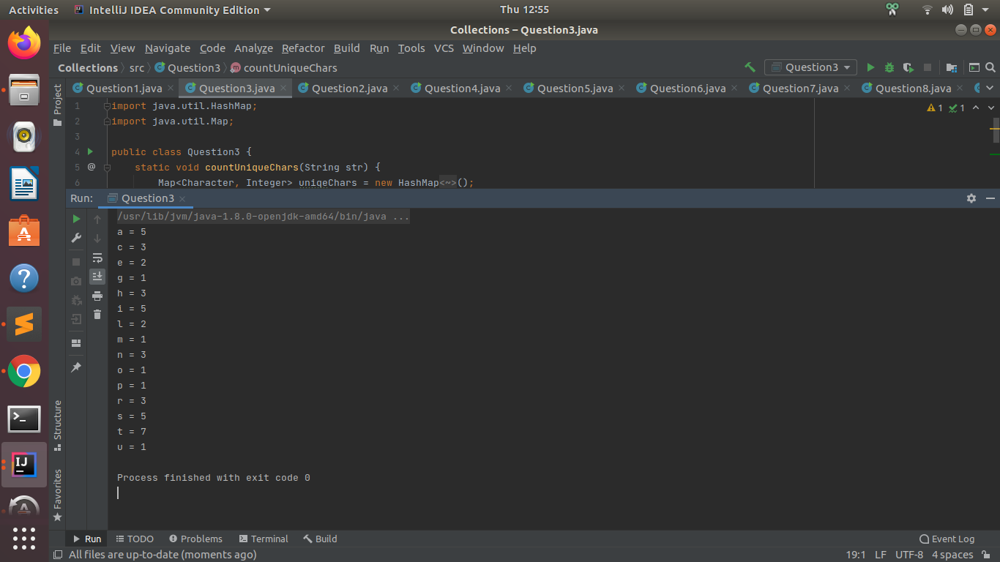 Activities IntelliJ IDEA Community Edition Thu 12:55
Collections – Question3.java
File Edit View Navigate Code Analyze Refactor Build Run Tools VCS Window Help
Collections src Question3 countUniqueChars Question3
Question1.java Question3.java Question2.java Question4.java Question5.java Question6.java Question7.java Question8.java
Project
1 import java.util.HashMap; 1 1
2 import java.util.Map;
3
4 public class Question3 {
5 @ static void countUniqueChars(String str) {
6 Map<Character, Integer> uniqeChars = new HashMap<~>();
Run: Question3
/usr/lib/jvm/java-1.8.0-openjdk-amd64/bin/java ...
a = 5
c = 3
e = 2
g = 1
h = 3
i = 5
l = 2
m = 1
n = 3
o = 1
p = 1
r = 3
s = 5
t = 7
u = 1
Process finished with exit code 0
Structure
Favorites
Run TODO Problems Terminal Build Event Log
All files are up-to-date (moments ago) 19:1 LF UTF-8 4 spaces